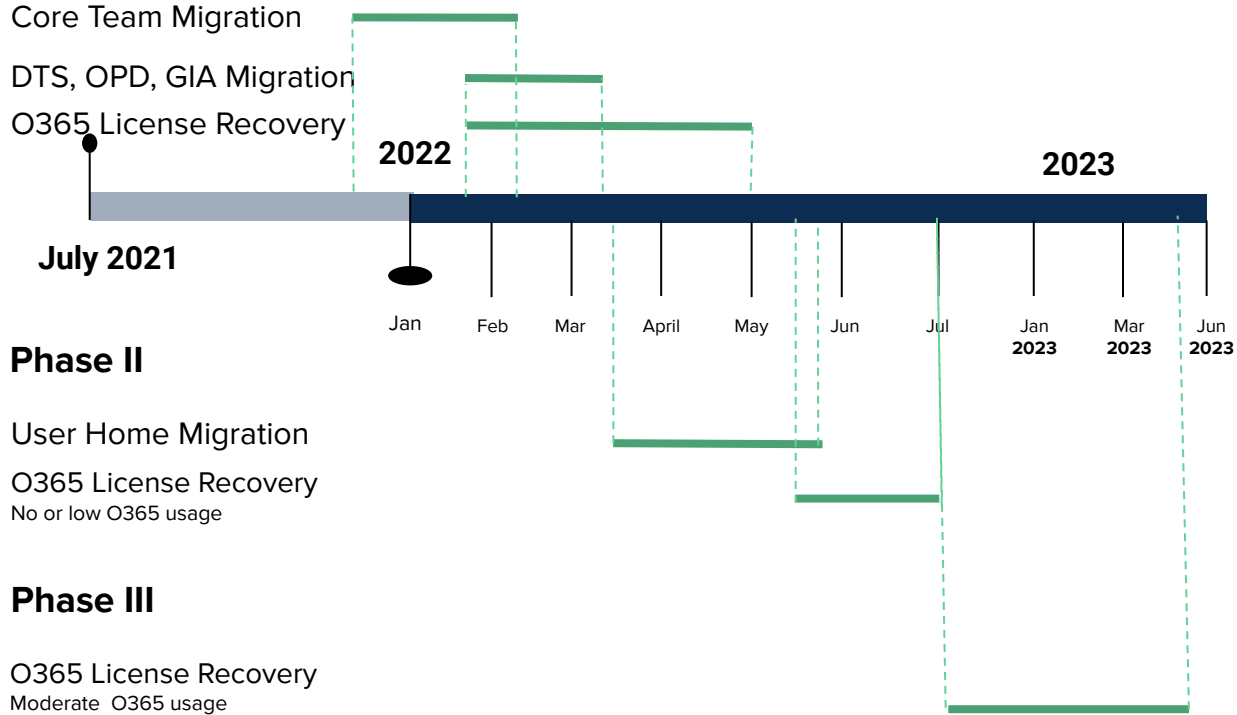 Core Team Migration
DTS, OPD, GIA Migration
O365 License Recovery
2022
2023
July 2021
Jan
Feb
Mar
April
May
Jun
Jul
Jan
2023
Mar
2023
Jun
2023
Phase II
User Home Migration
O365 License Recovery
No or low O365 usage
Phase III
O365 License Recovery
Moderate O365 usage